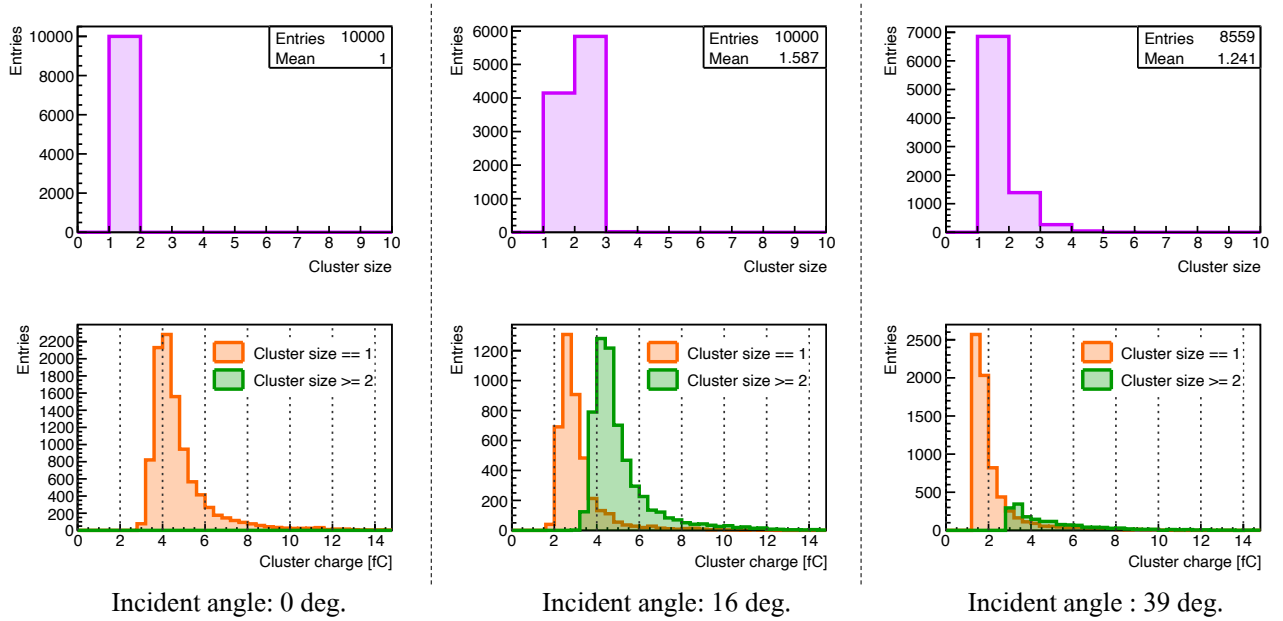 Entries
10000
8000
6000
4000
2000
0
0 1 2 3 4 5 6 7 8 9 10
Cluster size
Entries 10000
Mean 1
Entries
6000
5000
4000
3000
2000
1000
0
0 1 2 3 4 5 6 7 8 9 10
Cluster size
Entries 10000
Mean 1.587
Entries
7000
6000
5000
4000
3000
2000
1000
0
0 1 2 3 4 5 6 7 8 9 10
Cluster size
Entries 8559
Mean 1.241
Entries
2200
2000
1800
1600
1400
1200
1000
800
600
400
200
0
0 2 4 6 8 10 12 14
Cluster charge [fC]
Cluster size == 1
Cluster size >= 2
Entries
1200
1000
800
600
400
200
0
0 2 4 6 8 10 12 14
Cluster charge [fC]
Cluster size == 1
Cluster size >= 2
Entries
2500
2000
1500
1000
500
0
0 2 4 6 8 10 12 14
Cluster charge [fC]
Cluster size == 1
Cluster size >= 2
Incident angle: 0 deg.
Incident angle: 16 deg.
Incident angle : 39 deg.